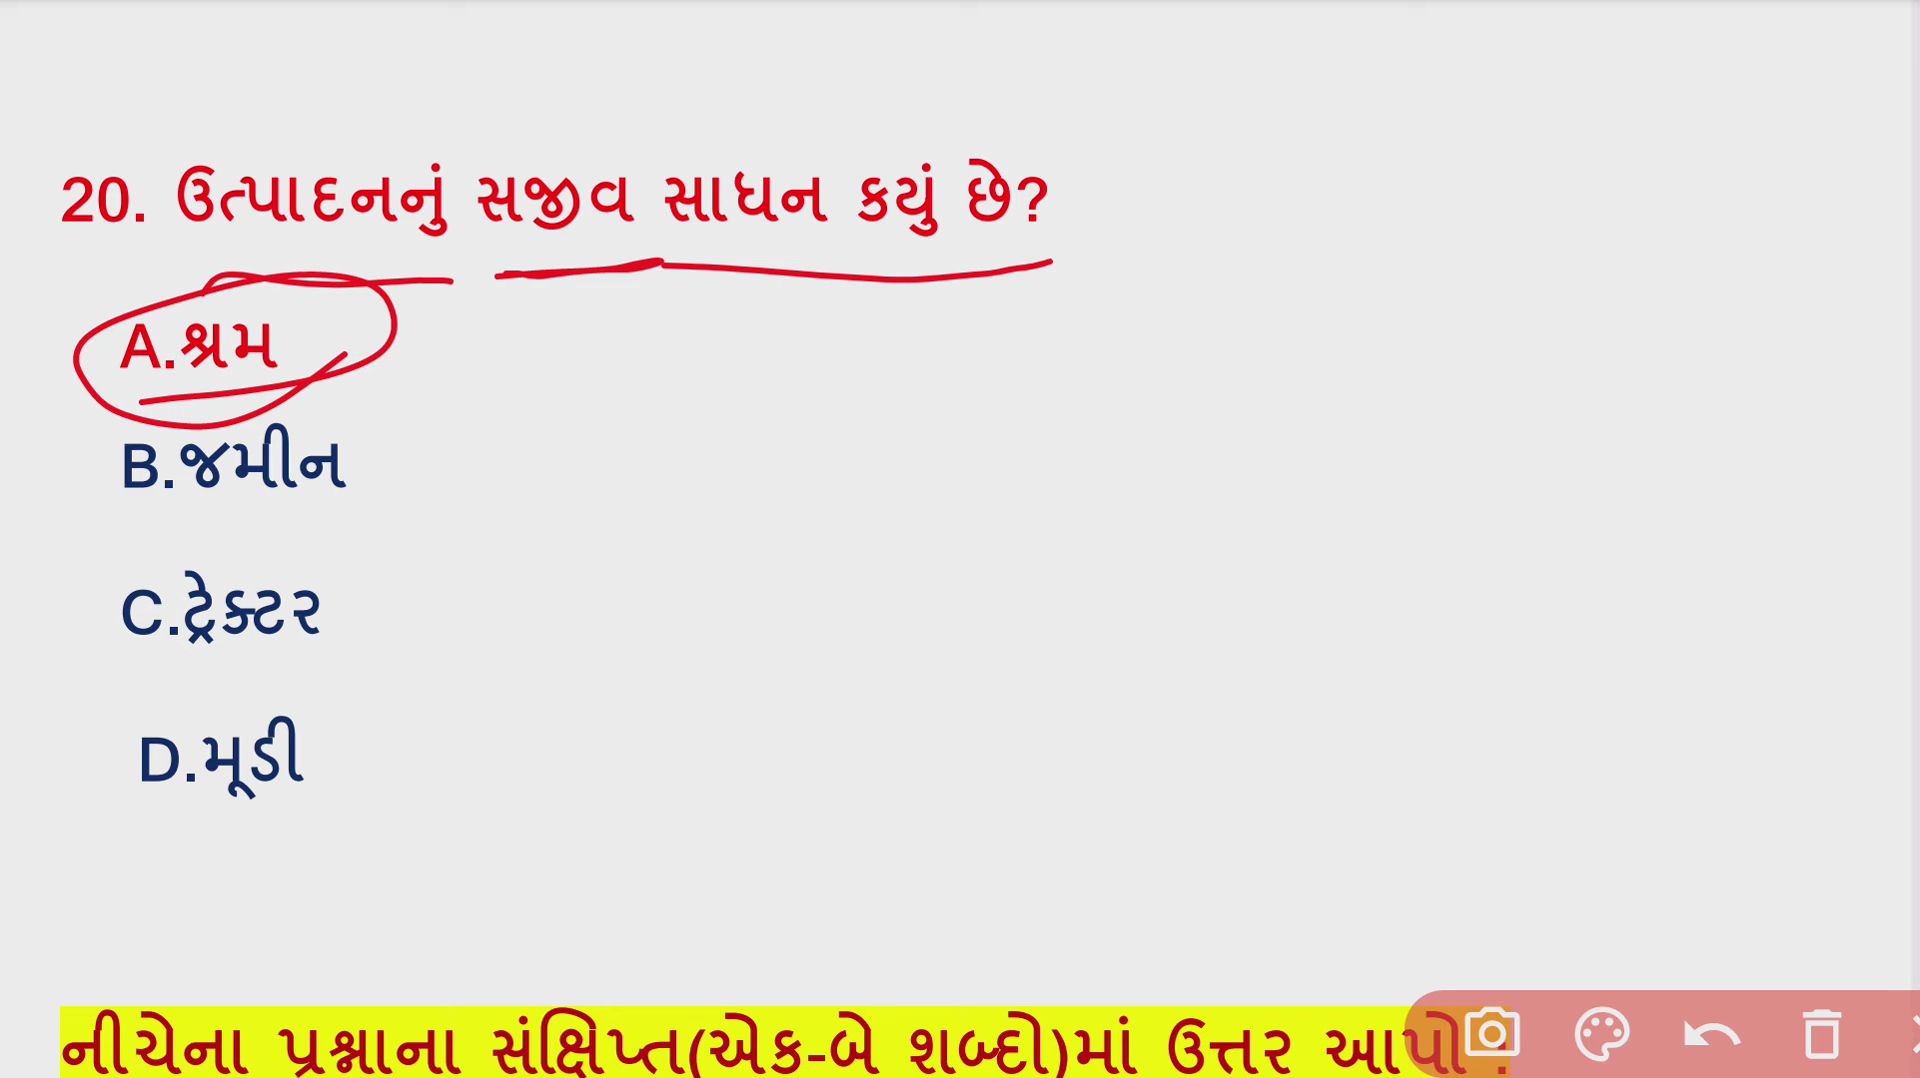 20. ઉત્પાદનનું સજીવ સાધન કયું છે?
A.શ્રમ
B.જમીન
C.ટ્રેક્ટર
D.મૂડી
નીચેના પ્રશ્નાના સંક્ષિપ્ત(એક-બે શબ્દો)માં ઉત્તર આપો :